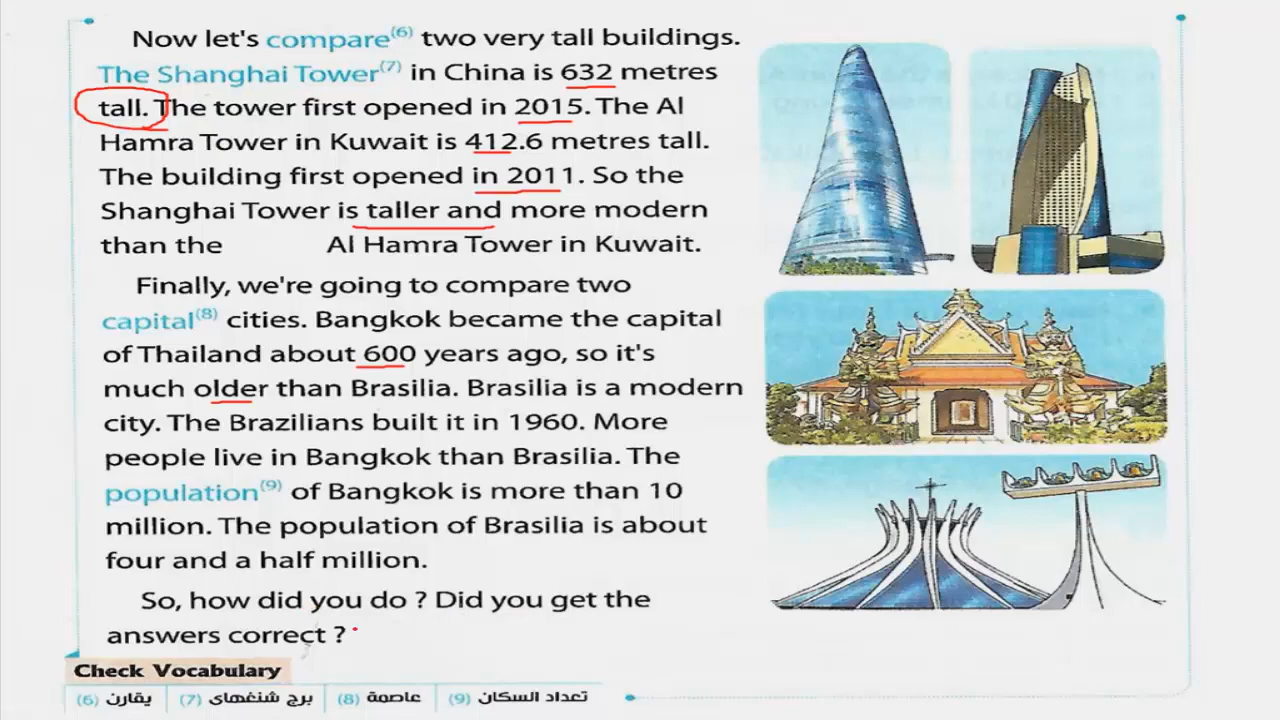 Now let's compare(6) two very tall buildings.
The Shanghai Tower(7) in China is 632 metres
tall. The tower first opened in 2015. The Al
Hamra Tower in Kuwait is 412.6 metres tall.
The building first opened in 2011. So the
Shanghai Tower is taller and more modern
than the Al Hamra Tower in Kuwait.
Finally, we're going to compare two
capital(8) cities. Bangkok became the capital
of Thailand about 600 years ago, so it's
much older than Brasilia. Brasilia is a modern
city. The Brazilians built it in 1960. More
people live in Bangkok than Brasilia. The
population(9) of Bangkok is more than 10
million. The population of Brasilia is about
four and a half million.
So, how did you do ? Did you get the
answers correct ?
Check Vocabulary
(6) يقارن (7) برج شنغهاى (8) عاصمة (9) تعداد السكان